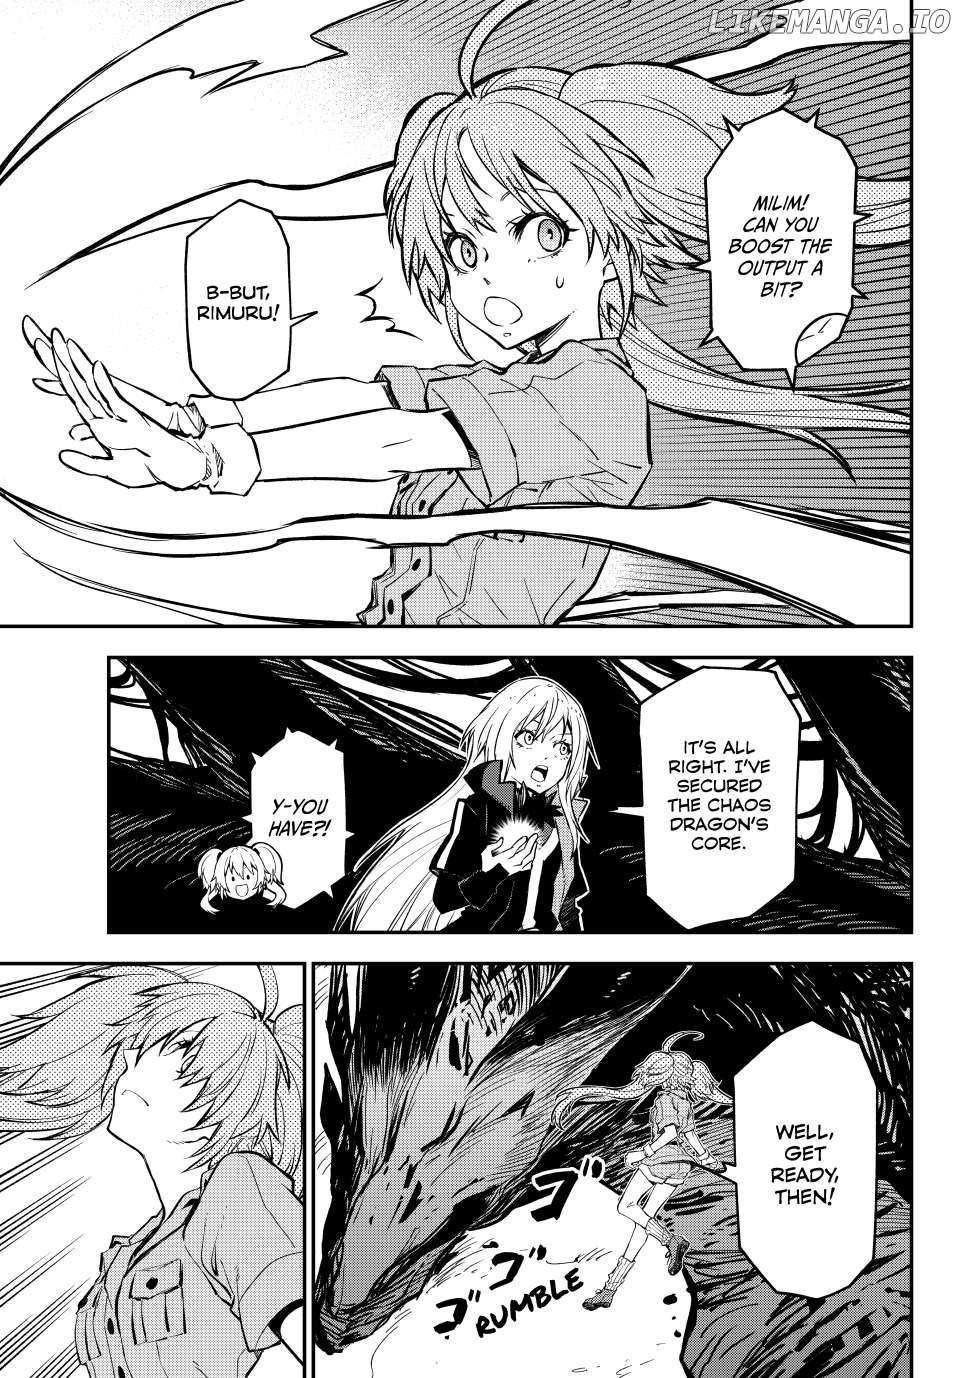 LIKEMANGA.IO
MILIM!
CAN YOU
BOOST THE
OUTPUT A
BIT?
B-BUT,
RIMURU!
IT'S ALL
RIGHT. I'VE
SECURED
THE CHAOS
DRAGON'S
CORE.
Y-YOU
HAVE?!
WELL,
GET
READY,
THEN!
ゴゴゴ
RUMBLE